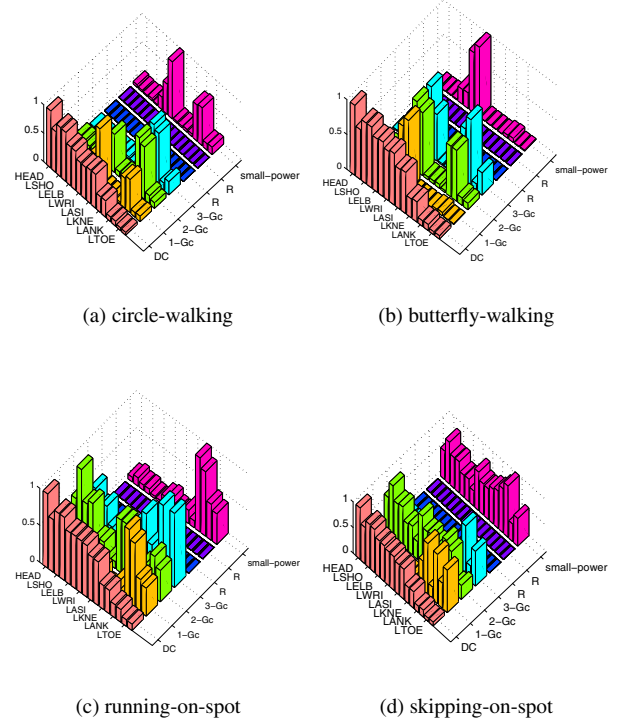 1
0.5
0
HEAD
LSHO
LELB
LWRI
LASI
LKNE
LANK
LTOE
DC
1-Gc
2-Gc
3-Gc
R
R
small-power
(a) circle-walking
1
0.5
0
HEAD
LSHO
LELB
LWRI
LASI
LKNE
LANK
LTOE
DC
1-Gc
2-Gc
3-Gc
R
R
small-power
(b) butterfly-walking
1
0.5
0
HEAD
LSHO
LELB
LWRI
LASI
LKNE
LANK
LTOE
DC
1-Gc
2-Gc
3-Gc
R
R
small-power
(c) running-on-spot
1
0.5
0
HEAD
LSHO
LELB
LWRI
LASI
LKNE
LANK
LTOE
DC
1-Gc
2-Gc
3-Gc
R
R
small-power
(d) skipping-on-spot